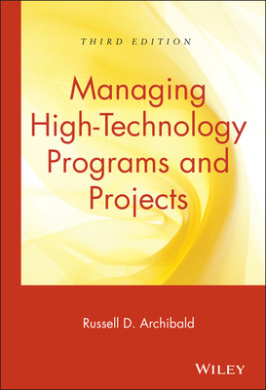 THIRD EDITION
Managing
High-Technology
Programs and
Projects
Russell D. Archibald
WILEY